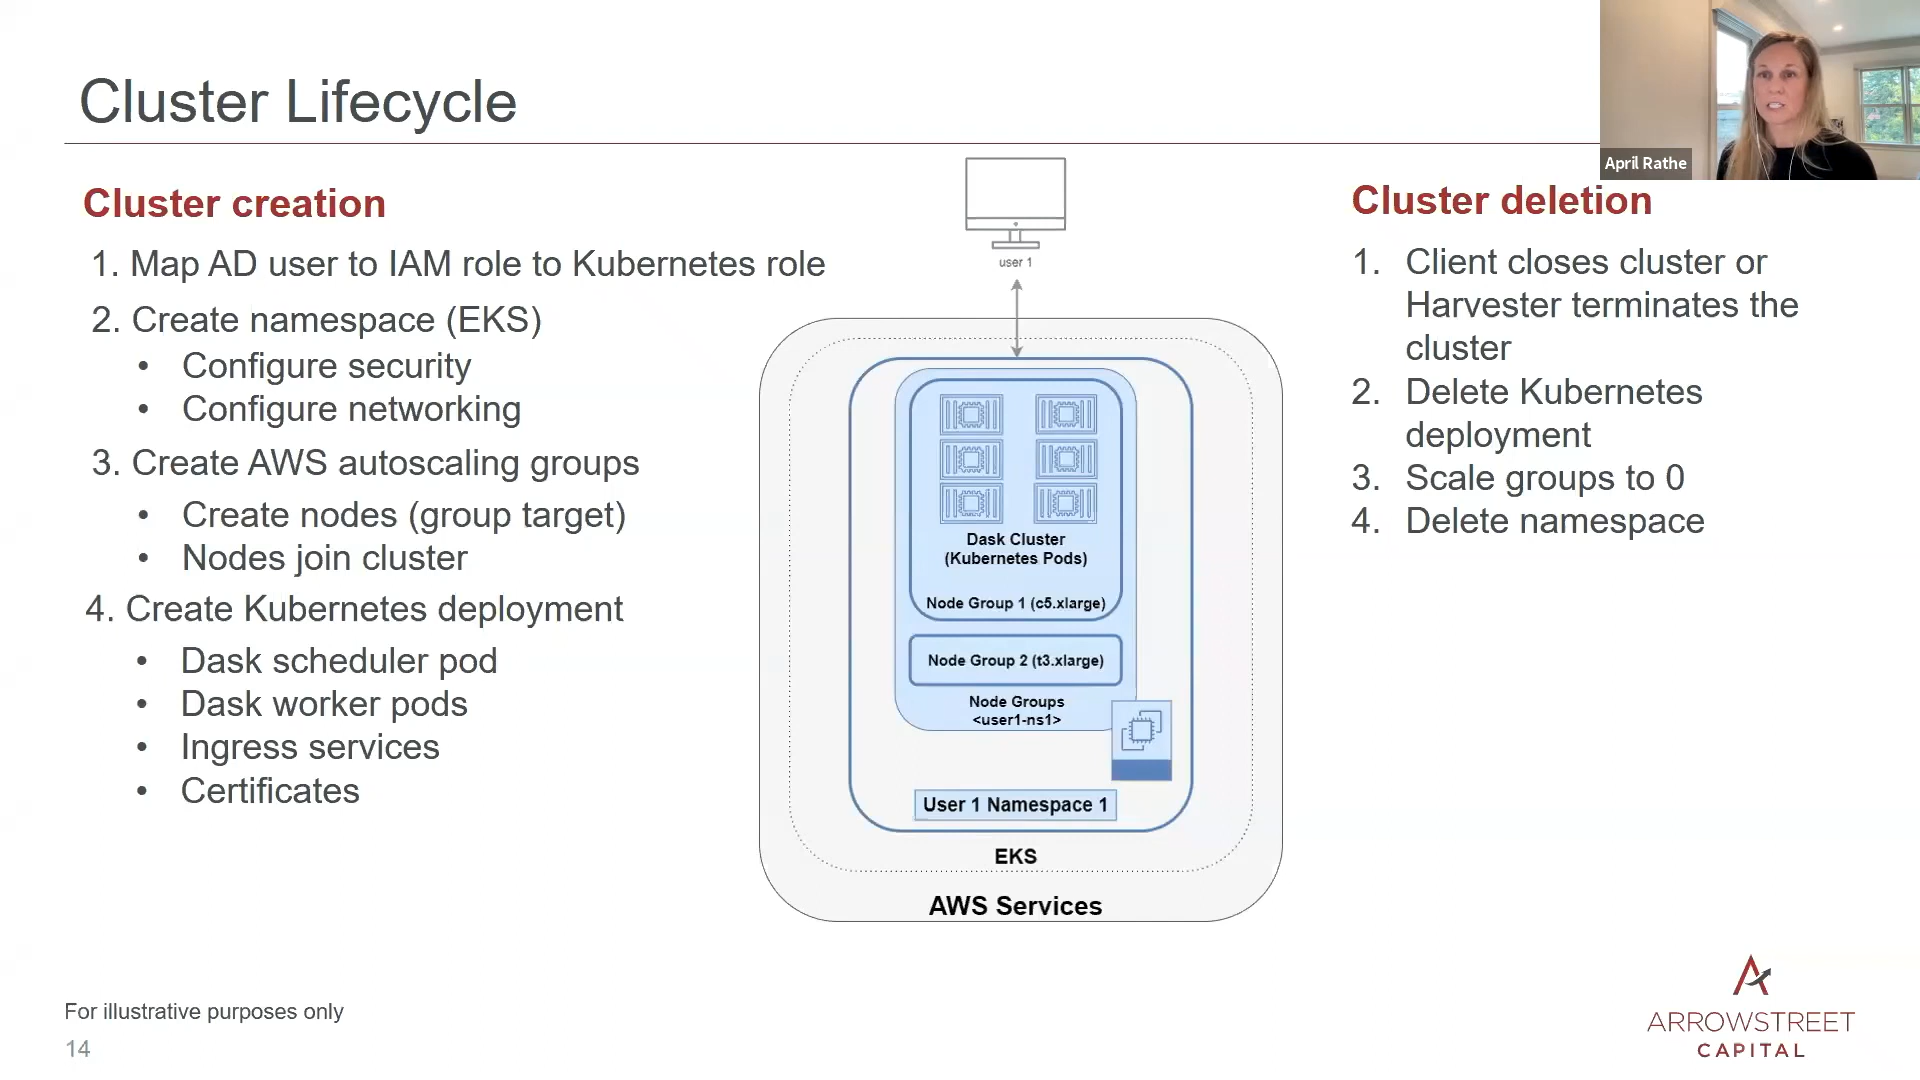 Cluster Lifecycle
April Rathe
Cluster creation
1. Map AD user to IAM role to Kubernetes role
2. Create namespace (EKS)
• Configure security
• Configure networking
3. Create AWS autoscaling groups
• Create nodes (group target)
• Nodes join cluster
4. Create Kubernetes deployment
• Dask scheduler pod
• Dask worker pods
• Ingress services
• Certificates
user 1
Dask Cluster
(Kubernetes Pods)
Node Group 1 (c5.xlarge)
Node Group 2 (t3.xlarge)
Node Groups
<user1-ns1>
User 1 Namespace 1
EKS
AWS Services
Cluster deletion
1. Client closes cluster or
Harvester terminates the
cluster
2. Delete Kubernetes
deployment
3. Scale groups to 0
4. Delete namespace
For illustrative purposes only
14
ARROWSTREET
CAPITAL